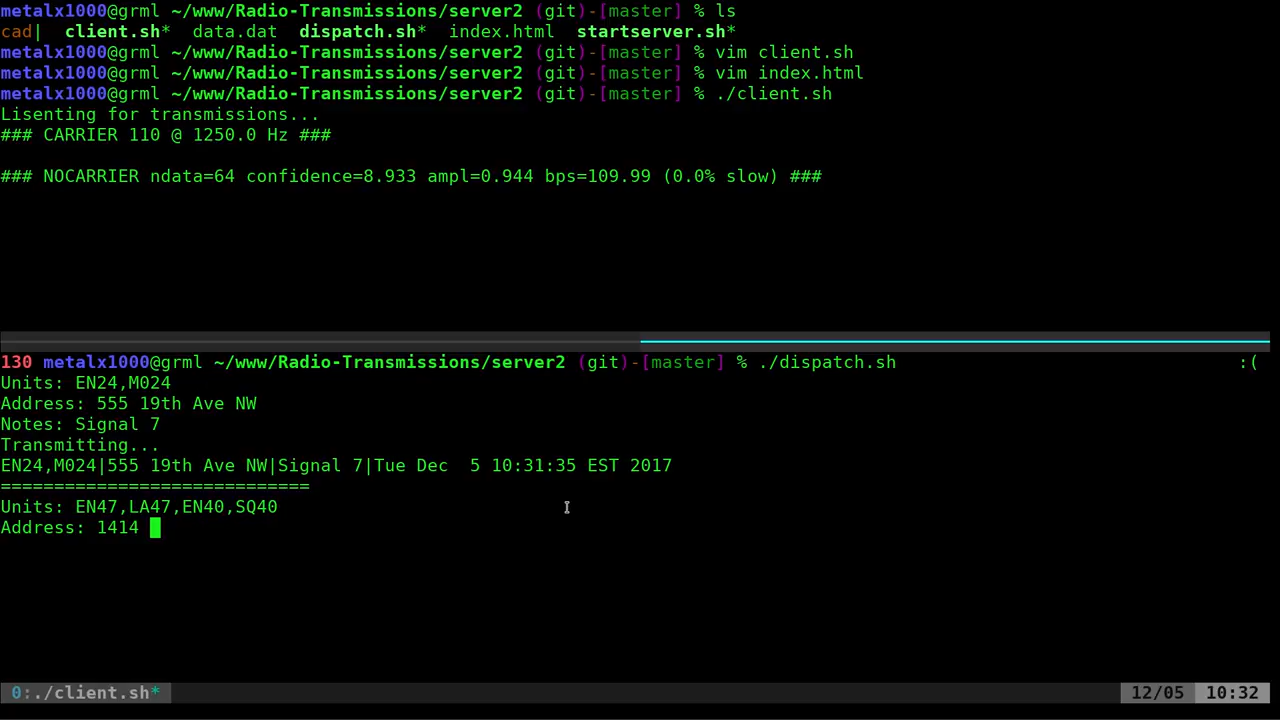 metalx1000@grml ~/www/Radio-Transmissions/server2 (git)-[master] % ls
cad|  client.sh*  data.dat  dispatch.sh*  index.html  startserver.sh*
metalx1000@grml ~/www/Radio-Transmissions/server2 (git)-[master] % vim client.sh
metalx1000@grml ~/www/Radio-Transmissions/server2 (git)-[master] % vim index.html
metalx1000@grml ~/www/Radio-Transmissions/server2 (git)-[master] % ./client.sh
Lisenting for transmissions...
### CARRIER 110 @ 1250.0 Hz ###
### NOCARRIER ndata=64 confidence=8.933 ampl=0.944 bps=109.99 (0.0% slow) ###
130 metalx1000@grml ~/www/Radio-Transmissions/server2 (git)-[master] % ./dispatch.sh :(
Units: EN24,M024
Address: 555 19th Ave NW
Notes: Signal 7
Transmitting...
EN24,M024|555 19th Ave NW|Signal 7|Tue Dec  5 10:31:35 EST 2017
=============================
Units: EN47,LA47,EN40,SQ40
Address: 1414
0:./client.sh* 12/05 10:32